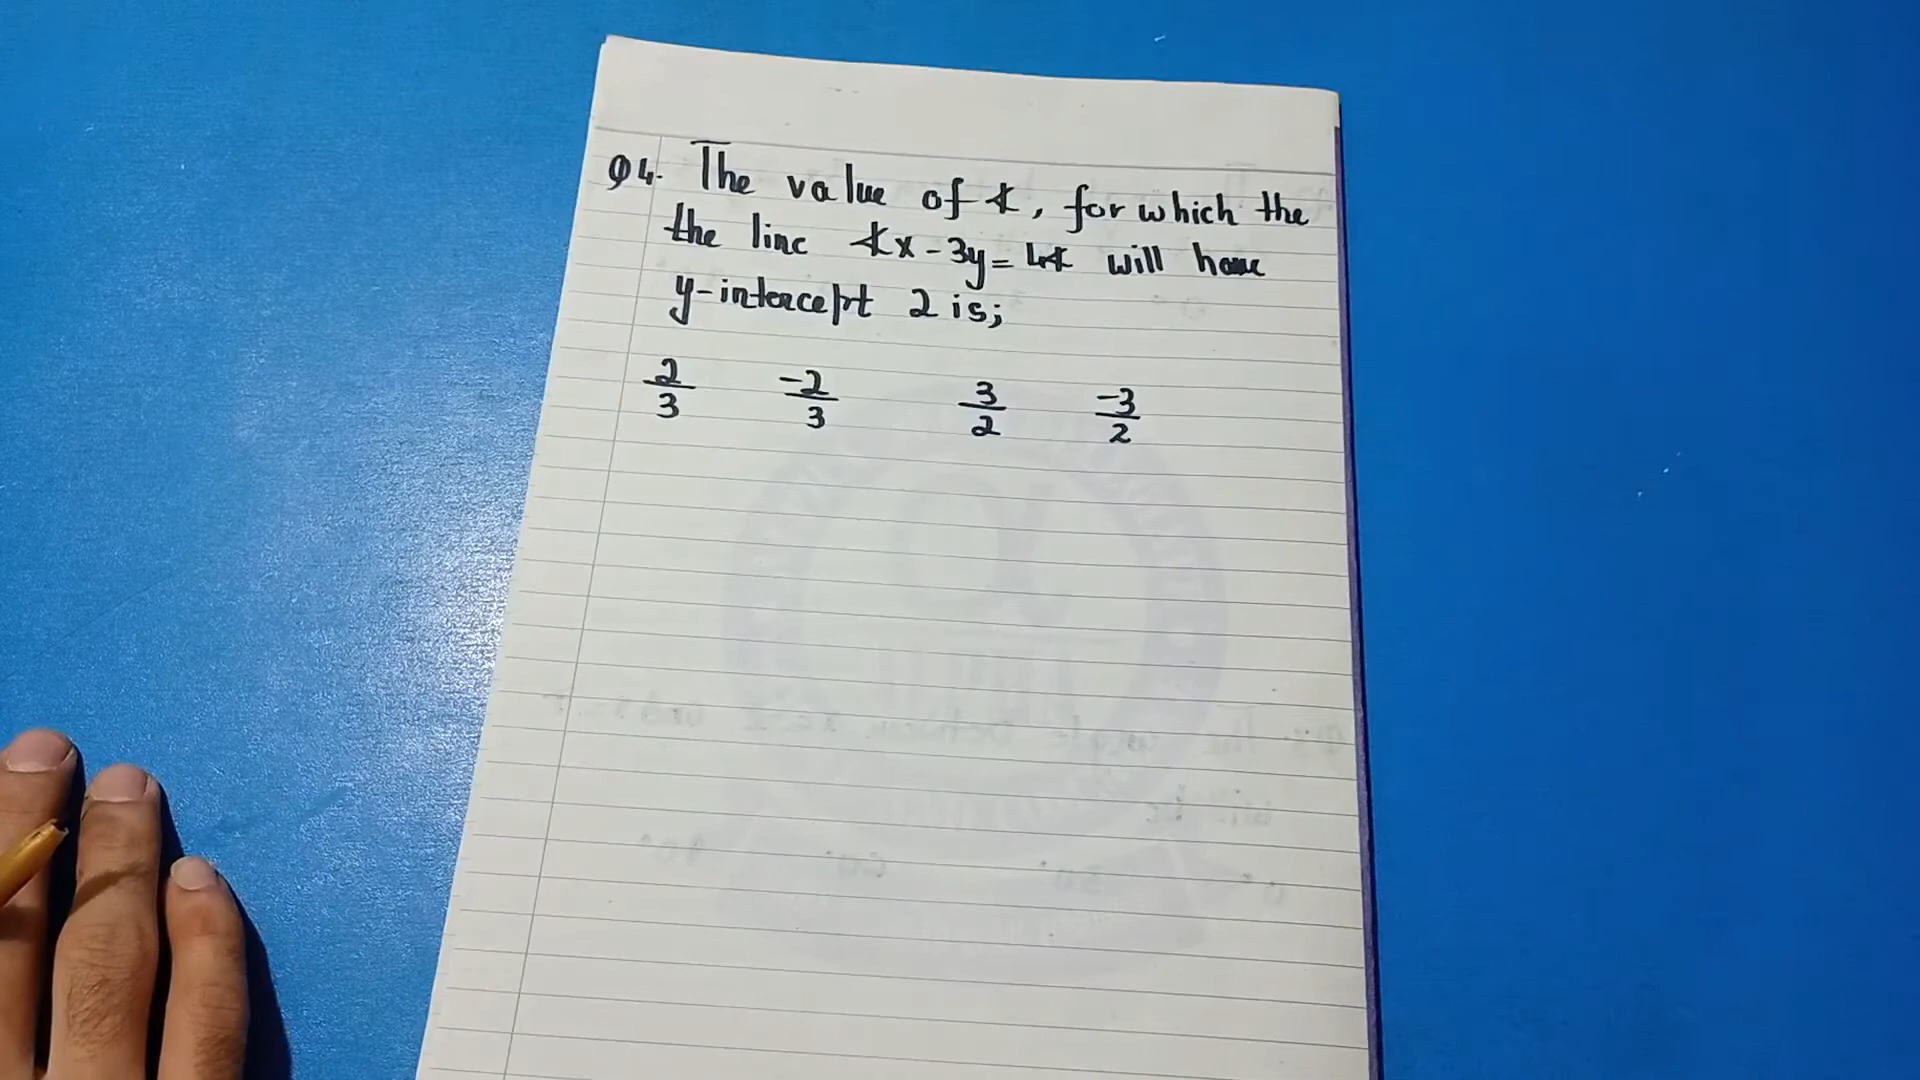 Q4. The value of k, for which the
the line kx - 3y = 4k will have
y-intercept 2 is;
2/3 -2/3 3/2 -3/2